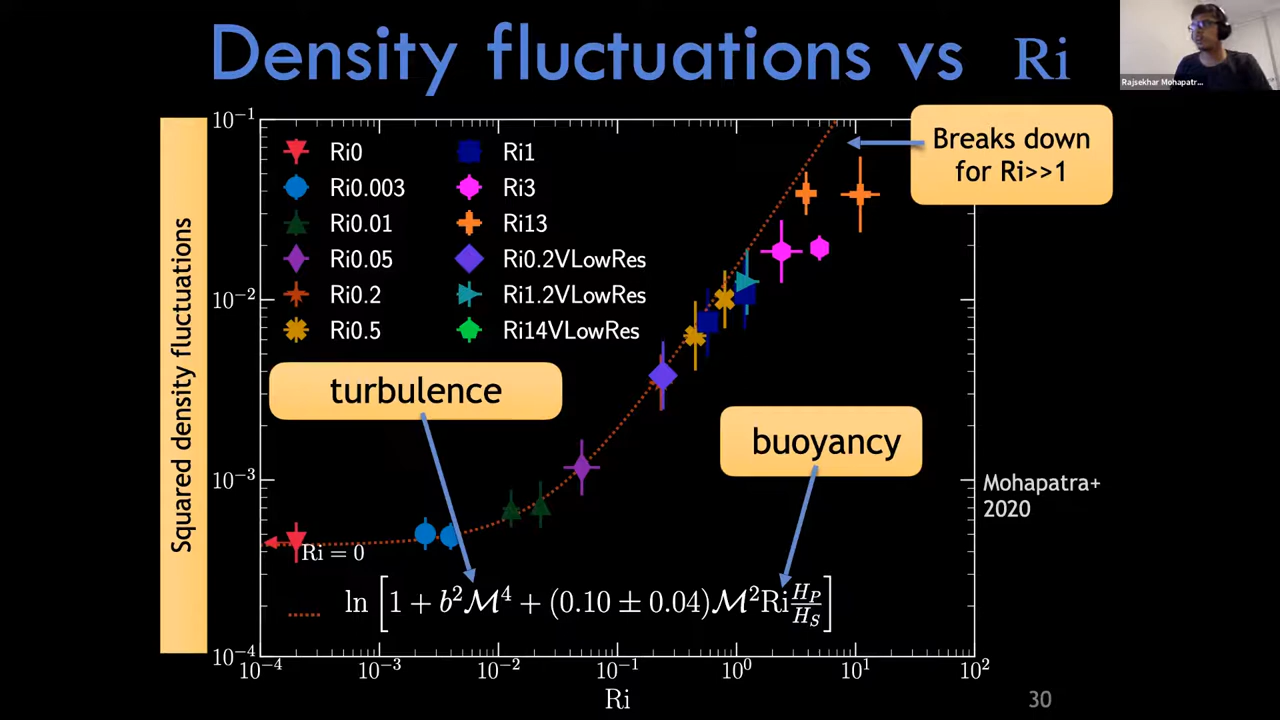 Density fluctuations vs Ri
Rajsekhar Mohapatr...
Breaks down
for Ri>>1
Squared density fluctuations
10⁻¹
10⁻²
10⁻³
10⁻⁴
Ri0
Ri0.003
Ri0.01
Ri0.05
Ri0.2
Ri0.5
Ri1
Ri3
Ri13
Ri0.2VLowRes
Ri1.2VLowRes
Ri14VLowRes
turbulence
buoyancy
Mohapatra+
2020
Ri = 0
ln [1 + b²ℳ⁴ + (0.10 ± 0.04)ℳ²Ri H_P/H_S]
10⁻⁴ 10⁻³ 10⁻² 10⁻¹ 10⁰ 10¹ 10²
Ri
30